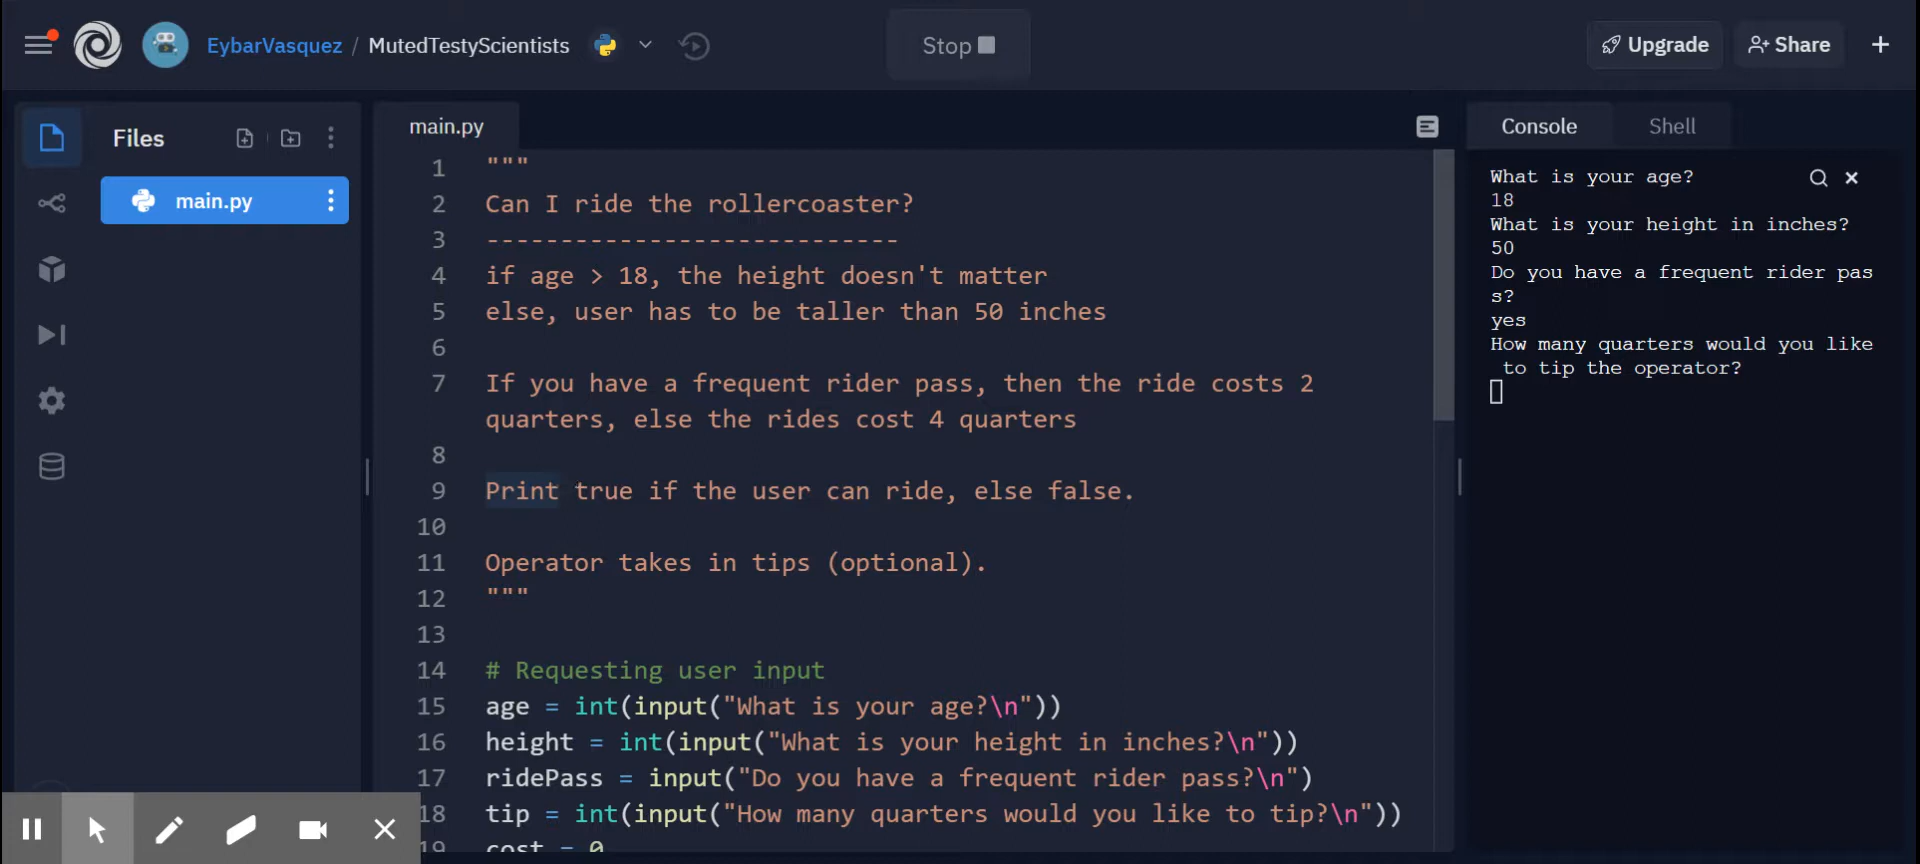 EybarVasquez / MutedTestyScientists
Stop
Upgrade
Share
Files
main.py
main.py
1 """
2 Can I ride the rollercoaster?
3 ----------------------------
4 if age > 18, the height doesn't matter
5 else, user has to be taller than 50 inches
6
7 If you have a frequent rider pass, then the ride costs 2
quarters, else the rides cost 4 quarters
8
9 Print true if the user can ride, else false.
10
11 Operator takes in tips (optional).
12 """
13
14 # Requesting user input
15 age = int(input("What is your age?\n"))
16 height = int(input("What is your height in inches?\n"))
17 ridePass = input("Do you have a frequent rider pass?\n")
18 tip = int(input("How many quarters would you like to tip?\n"))
19 cost = 0
Console
Shell
What is your age?
18
What is your height in inches?
50
Do you have a frequent rider pas
s?
yes
How many quarters would you like
to tip the operator?